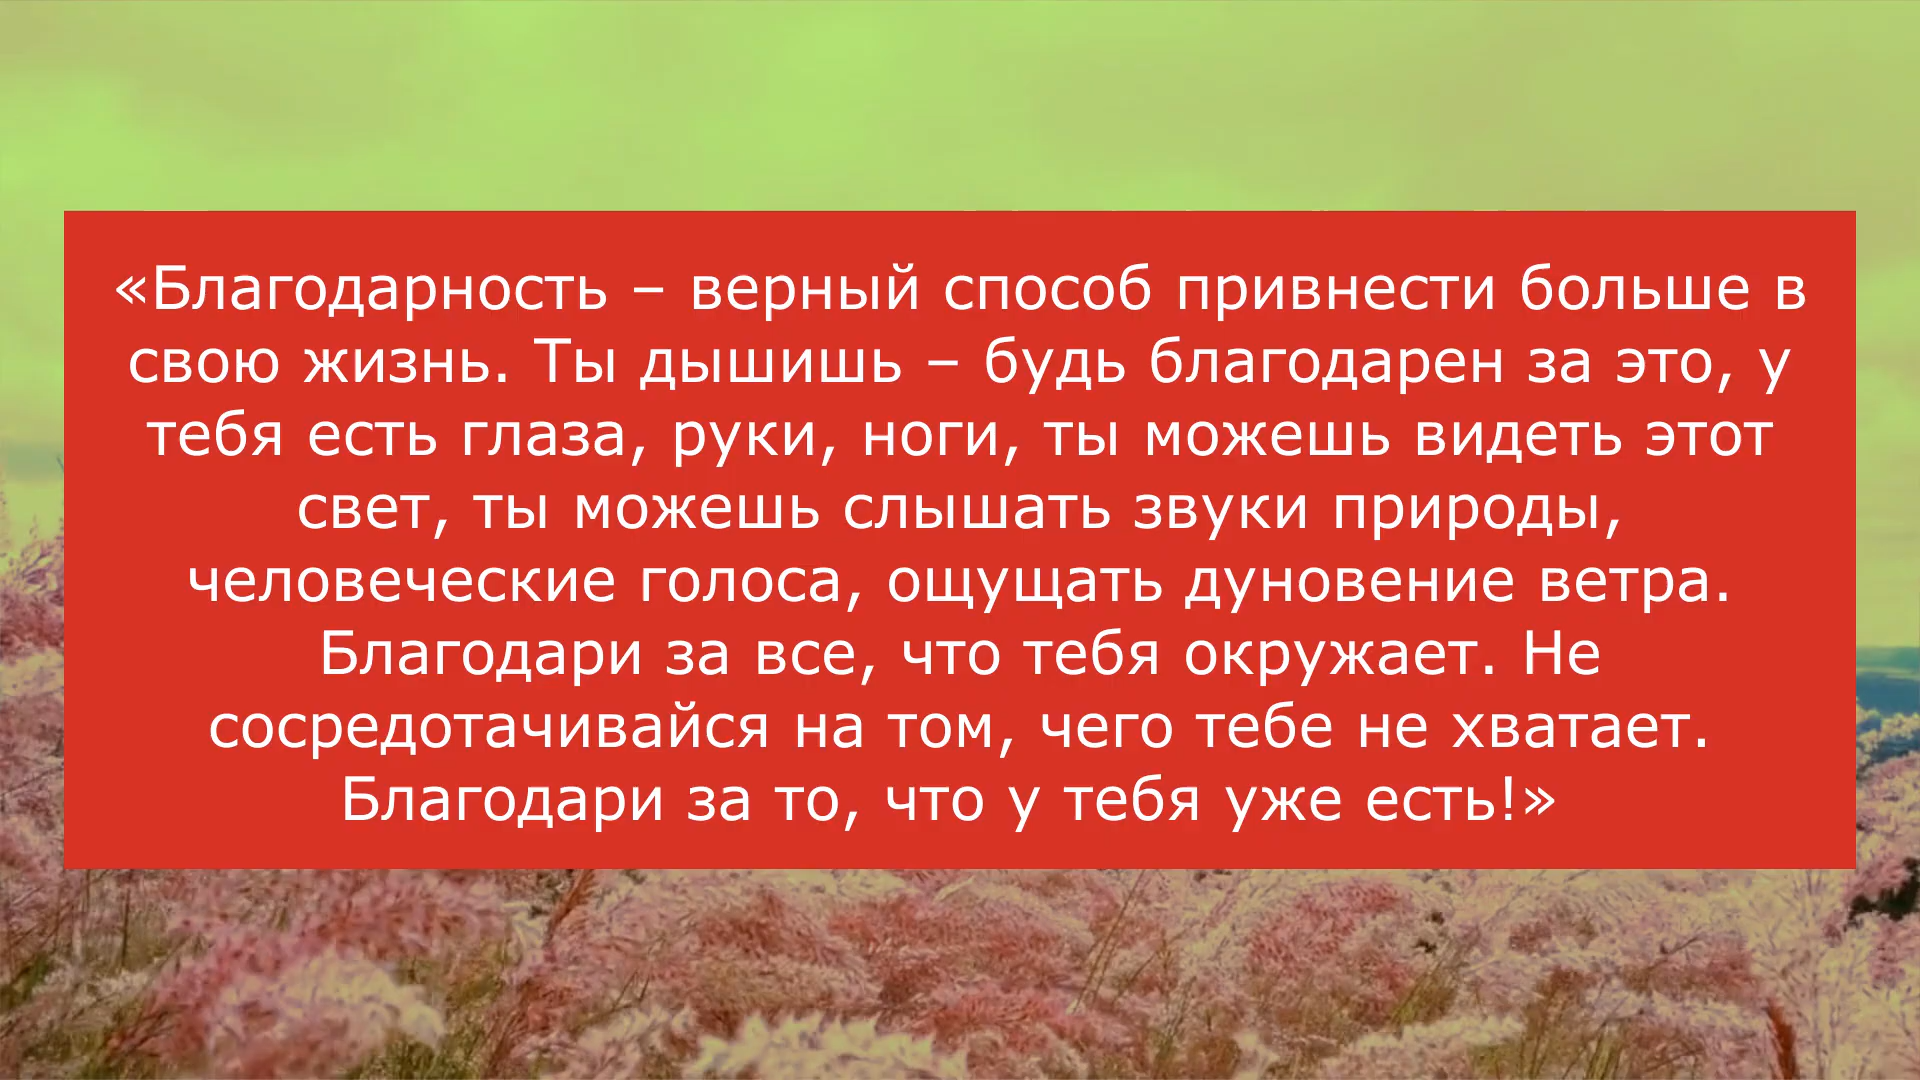 «Благодарность – верный способ привнести больше в
свою жизнь. Ты дышишь – будь благодарен за это, у
тебя есть глаза, руки, ноги, ты можешь видеть этот
свет, ты можешь слышать звуки природы,
человеческие голоса, ощущать дуновение ветра.
Благодари за все, что тебя окружает. Не
сосредотачивайся на том, чего тебе не хватает.
Благодари за то, что у тебя уже есть!»